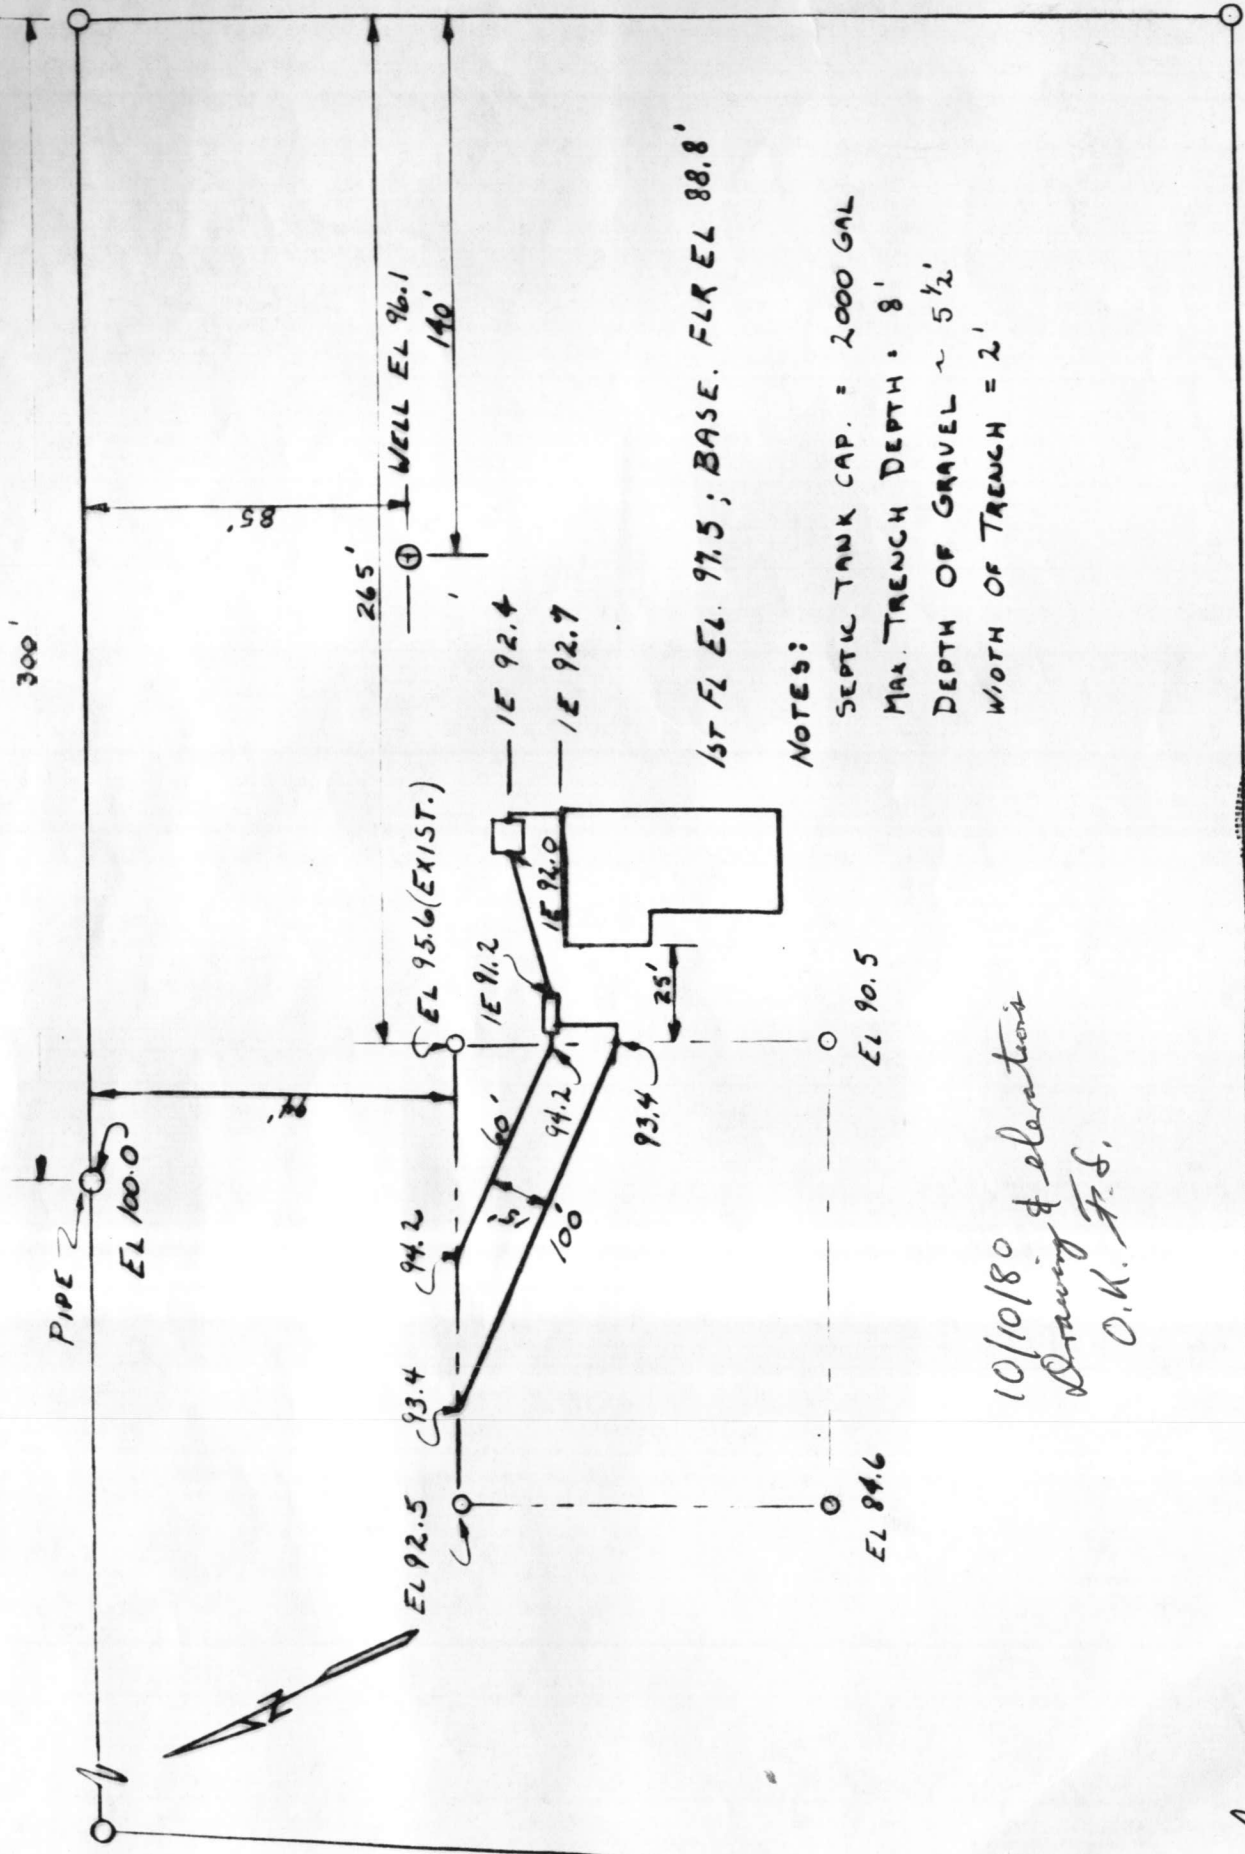 300'
PIPE
EL 100.0
265'
85'
WELL EL 96.1
140'
EL 95.6 (EXIST.)
IE 92.4
IE 92.7
IE 92.0
IE 91.2
EL 92.5
93.4
94.2
60'
15'
100'
94.2
93.4
25'
EL 84.6
EL 90.5
1ST FL EL. 97.5; BASE. FLR EL 88.8'
NOTES:
SEPTIC TANK CAP. = 2000 GAL
MAX TRENCH DEPTH = 8'
DEPTH OF GRAVEL ~ 5 1/2'
WIDTH OF TRENCH = 2'
10/10/80
Drawing & elevations
O.K. F.S.
N